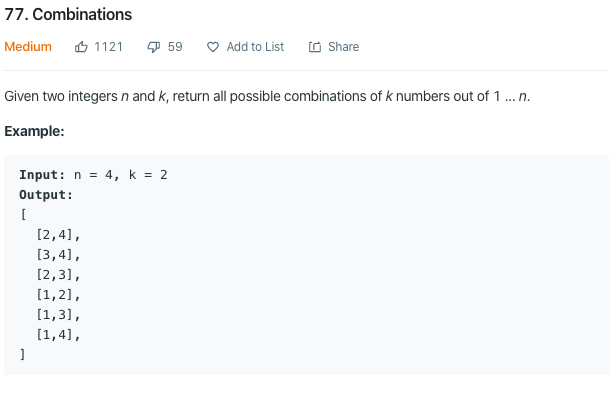 77. Combinations
Medium 1121 59 Add to List Share
Given two integers n and k, return all possible combinations of k numbers out of 1 ... n.
Example:
Input: n = 4, k = 2
Output:
[
  [2,4],
  [3,4],
  [2,3],
  [1,2],
  [1,3],
  [1,4],
]